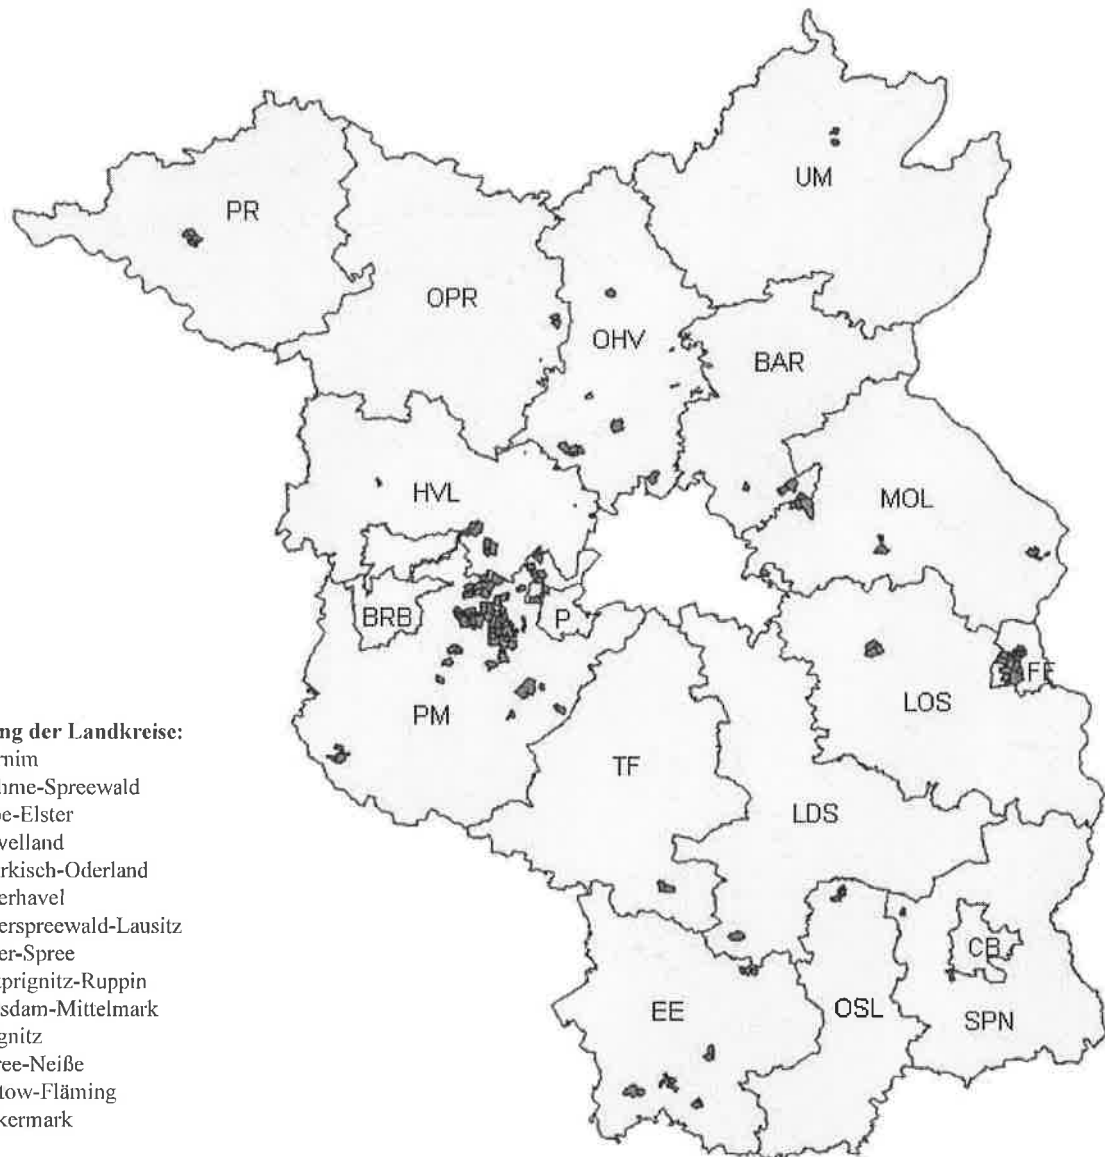 UM
PR
OPR
OHV
BAR
HVL
MOL
BRB
P
FF
LOS
PM
TF
LDS
CB
EE
OSL
SPN
ng der Landkreise:
rnim
hme-Spreewald
e-Elster
velland
rkisch-Oderland
erhavel
erspreewald-Lausitz
er-Spree
prignitz-Ruppin
sdam-Mittelmark
gnitz
ree-Neiße
tow-Fläming
kermark